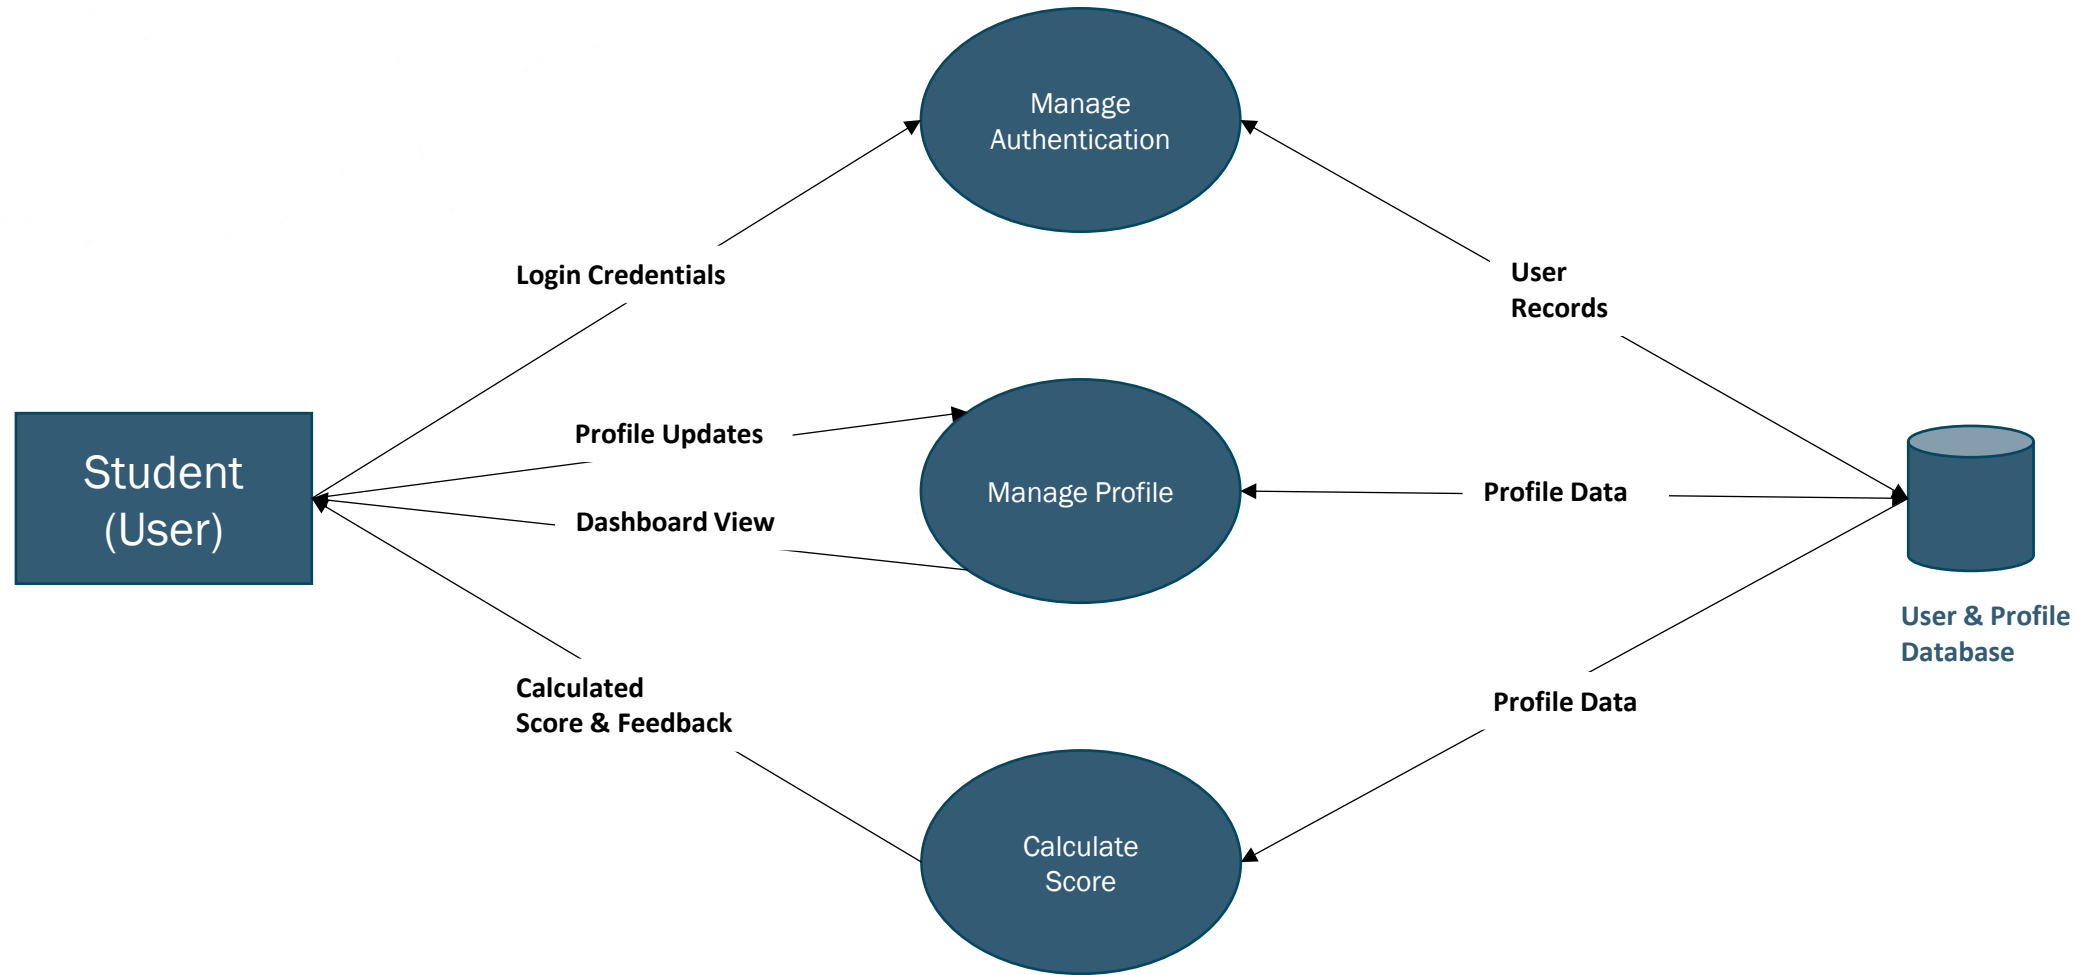 Manage
Authentication
Login Credentials
User
Records
Student
(User)
Profile Updates
Manage Profile
Dashboard View
Profile Data
User & Profile
Database
Calculated
Score & Feedback
Profile Data
Calculate
Score